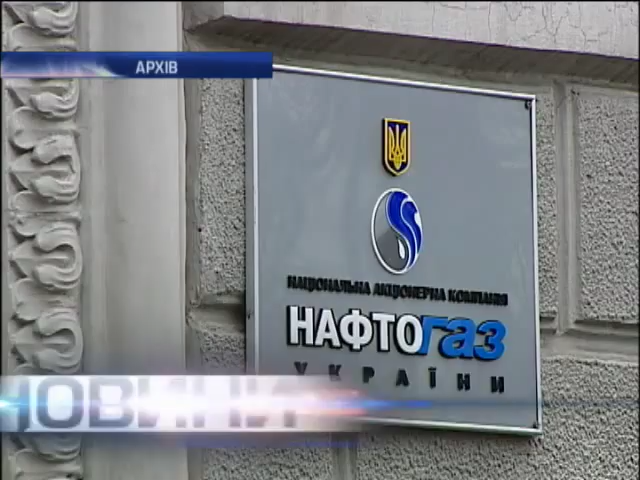 АРХІВ
НАЦІОНАЛЬНА АКЦІОНЕРНА КОМПАНІЯ
НАФТОГАЗ
УКРАЇНИ
НОВИНИ